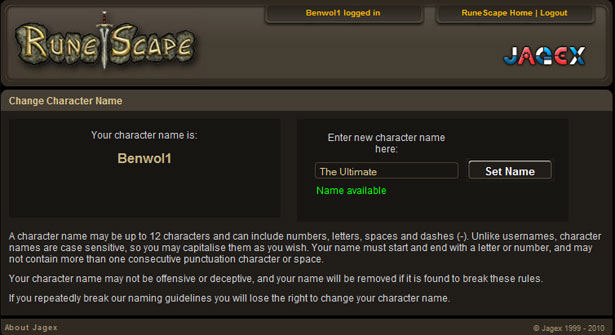 Benwol1 logged in
RuneScape Home | Logout
RUNESCAPE
JAGEX
Change Character Name
Your character name is:
Benwol1
Enter new character name
here:
The Ultimate
Set Name
Name available
A character name may be up to 12 characters and can include numbers, letters, spaces and dashes (-). Unlike usernames, character
names are case sensitive, so you may capitalise them as you wish. Your name must start and end with a letter or number, and may
not contain more than one consecutive punctuation character or space.
Your character name may not be offensive or deceptive, and your name will be removed if it is found to break these rules.
If you repeatedly break our naming guidelines you will lose the right to change your character name.
About Jagex
© Jagex 1999 - 2010